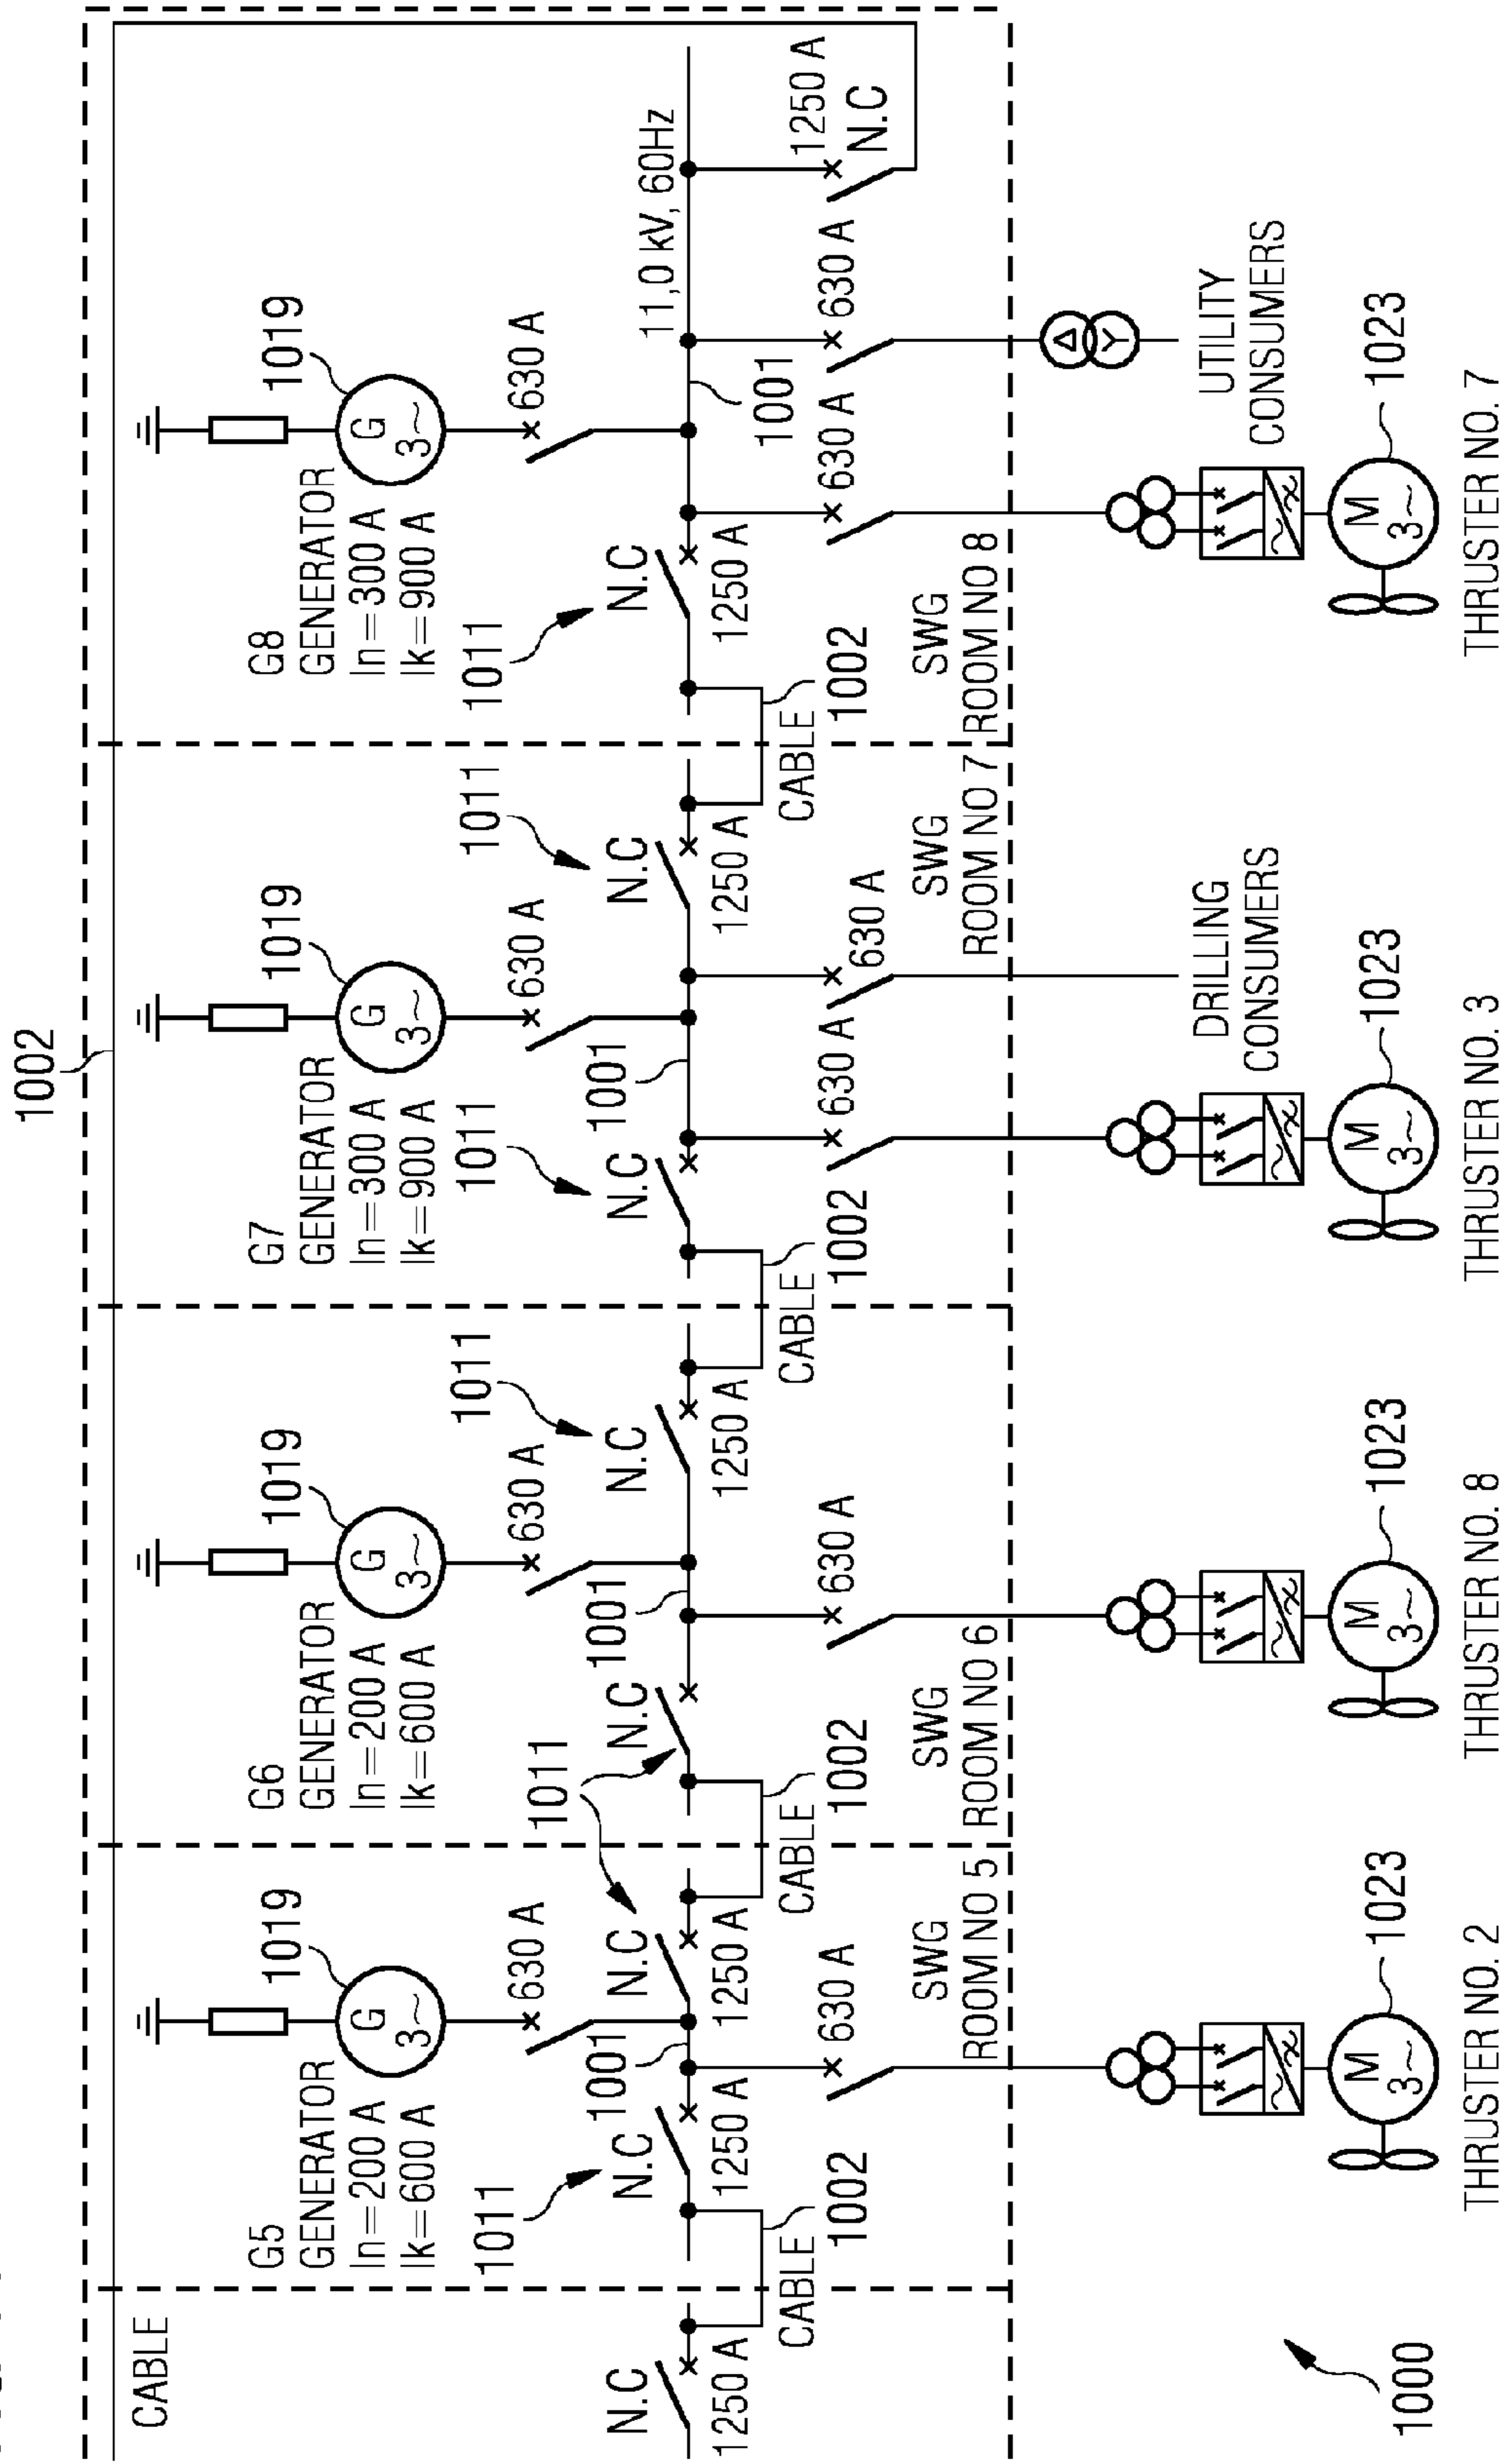 1002
CABLE
G5
GENERATOR
In=200 A
Ik=600 A
1019
G
3~
630 A
G6
GENERATOR
In=200 A
Ik=600 A
1019
G
3~
630 A
G7
GENERATOR
In=300 A
Ik=900 A
1019
G
3~
630 A
G8
GENERATOR
In=300 A
Ik=900 A
1019
G
3~
630 A
1011
1011
1011
1011
1011
1011
N.C
N.C
1001
N.C
N.C
1001
N.C
N.C
1001
N.C
N.C
11,0 kV, 60Hz
1250 A
1250 A
1250 A
1250 A
1250 A
1250 A
1001
CABLE
1002
CABLE
1002
CABLE
1002
CABLE
1002
630 A
630 A
630 A
630 A
630 A
630 A
1250 A
N.C
SWG
ROOM NO 5
SWG
ROOM NO 6
SWG
ROOM NO 7
SWG
ROOM NO 8
Δ
Y
DRILLING
CONSUMERS
UTILITY
CONSUMERS
M
3~
1023
M
3~
1023
M
3~
1023
M
3~
1023
1000
THRUSTER NO. 2
THRUSTER NO. 8
THRUSTER NO. 3
THRUSTER NO. 7